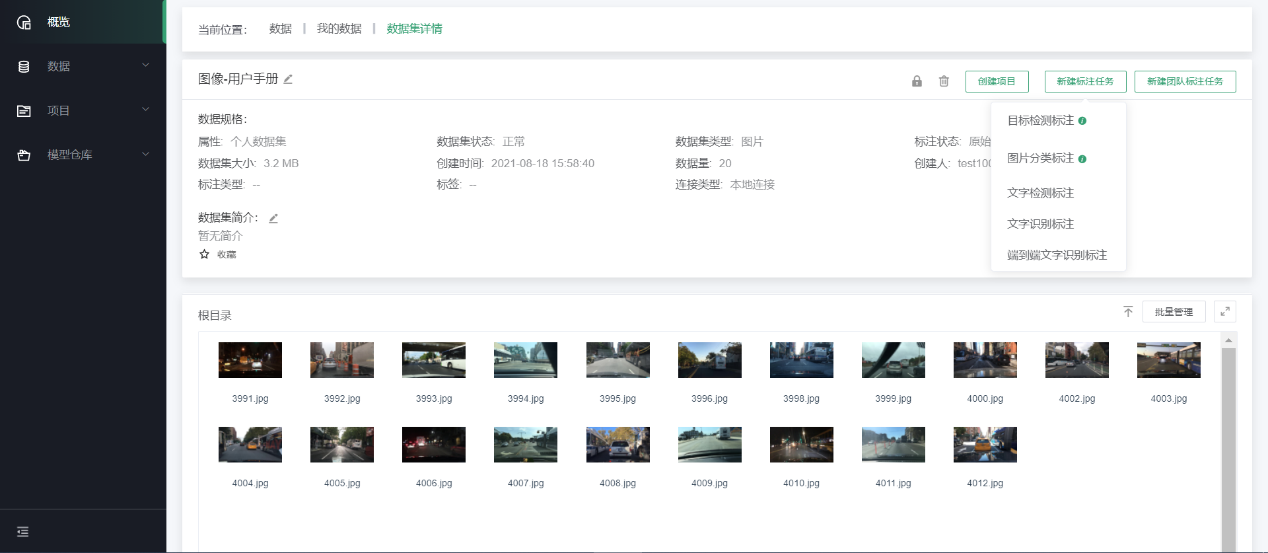 概览
数据
项目
模型仓库
当前位置： 数据 | 我的数据 | 数据集详情
图像-用户手册
创建项目 新建标注任务 新建团队标注任务
目标检测标注
图片分类标注
文字检测标注
文字识别标注
端到端文字识别标注
数据规格：
属性: 个人数据集 数据集状态: 正常 数据集类型: 图片 标注状态: 原始
数据集大小: 3.2 MB 创建时间: 2021-08-18 15:58:40 数据量: 20 创建人: test100
标注类型: -- 标签: -- 连接类型: 本地连接
数据集简介：
暂无简介
收藏
根目录 批量管理
3991.jpg 3992.jpg 3993.jpg 3994.jpg 3995.jpg 3996.jpg 3998.jpg 3999.jpg 4000.jpg 4002.jpg 4003.jpg
4004.jpg 4005.jpg 4006.jpg 4007.jpg 4008.jpg 4009.jpg 4010.jpg 4011.jpg 4012.jpg